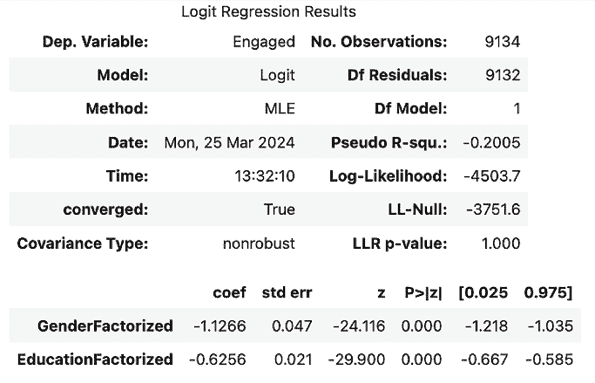 Logit Regression Results
Dep. Variable: Engaged No. Observations: 9134
Model: Logit Df Residuals: 9132
Method: MLE Df Model: 1
Date: Mon, 25 Mar 2024 Pseudo R-squ.: -0.2005
Time: 13:32:10 Log-Likelihood: -4503.7
converged: True LL-Null: -3751.6
Covariance Type: nonrobust LLR p-value: 1.000
coef std err z P>|z| [0.025 0.975]
GenderFactorized -1.1266 0.047 -24.116 0.000 -1.218 -1.035
EducationFactorized -0.6256 0.021 -29.900 0.000 -0.667 -0.585